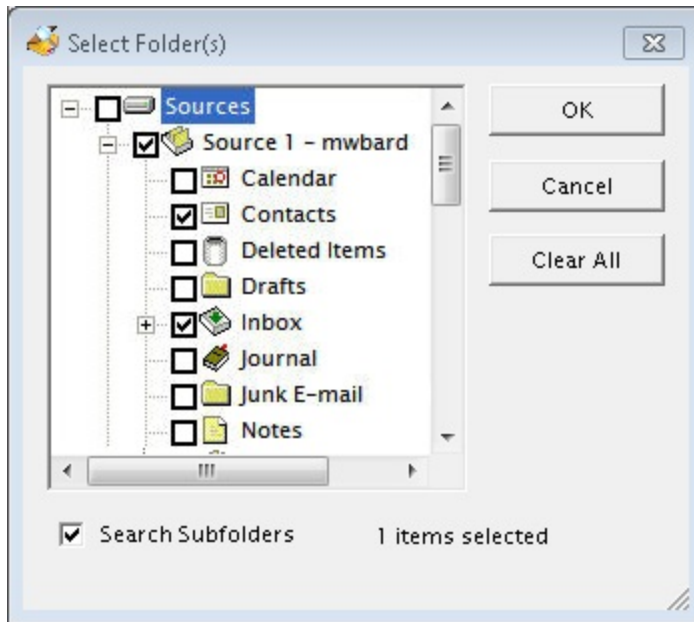 Select Folder(s)
Sources
OK
Source 1 - mwbard
Calendar
Cancel
Contacts
Deleted Items
Clear All
Drafts
Inbox
Journal
Junk E-mail
Notes
Search Subfolders 1 items selected